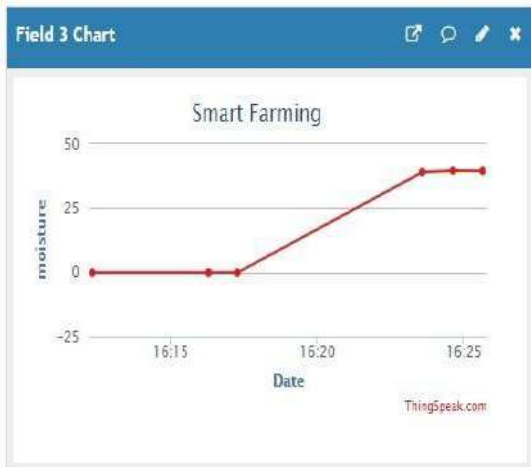 Field 3 Chart
Smart Farming
50
25
0
-25
moisture
16:15 16:20 16:25
Date
ThingSpeak.com